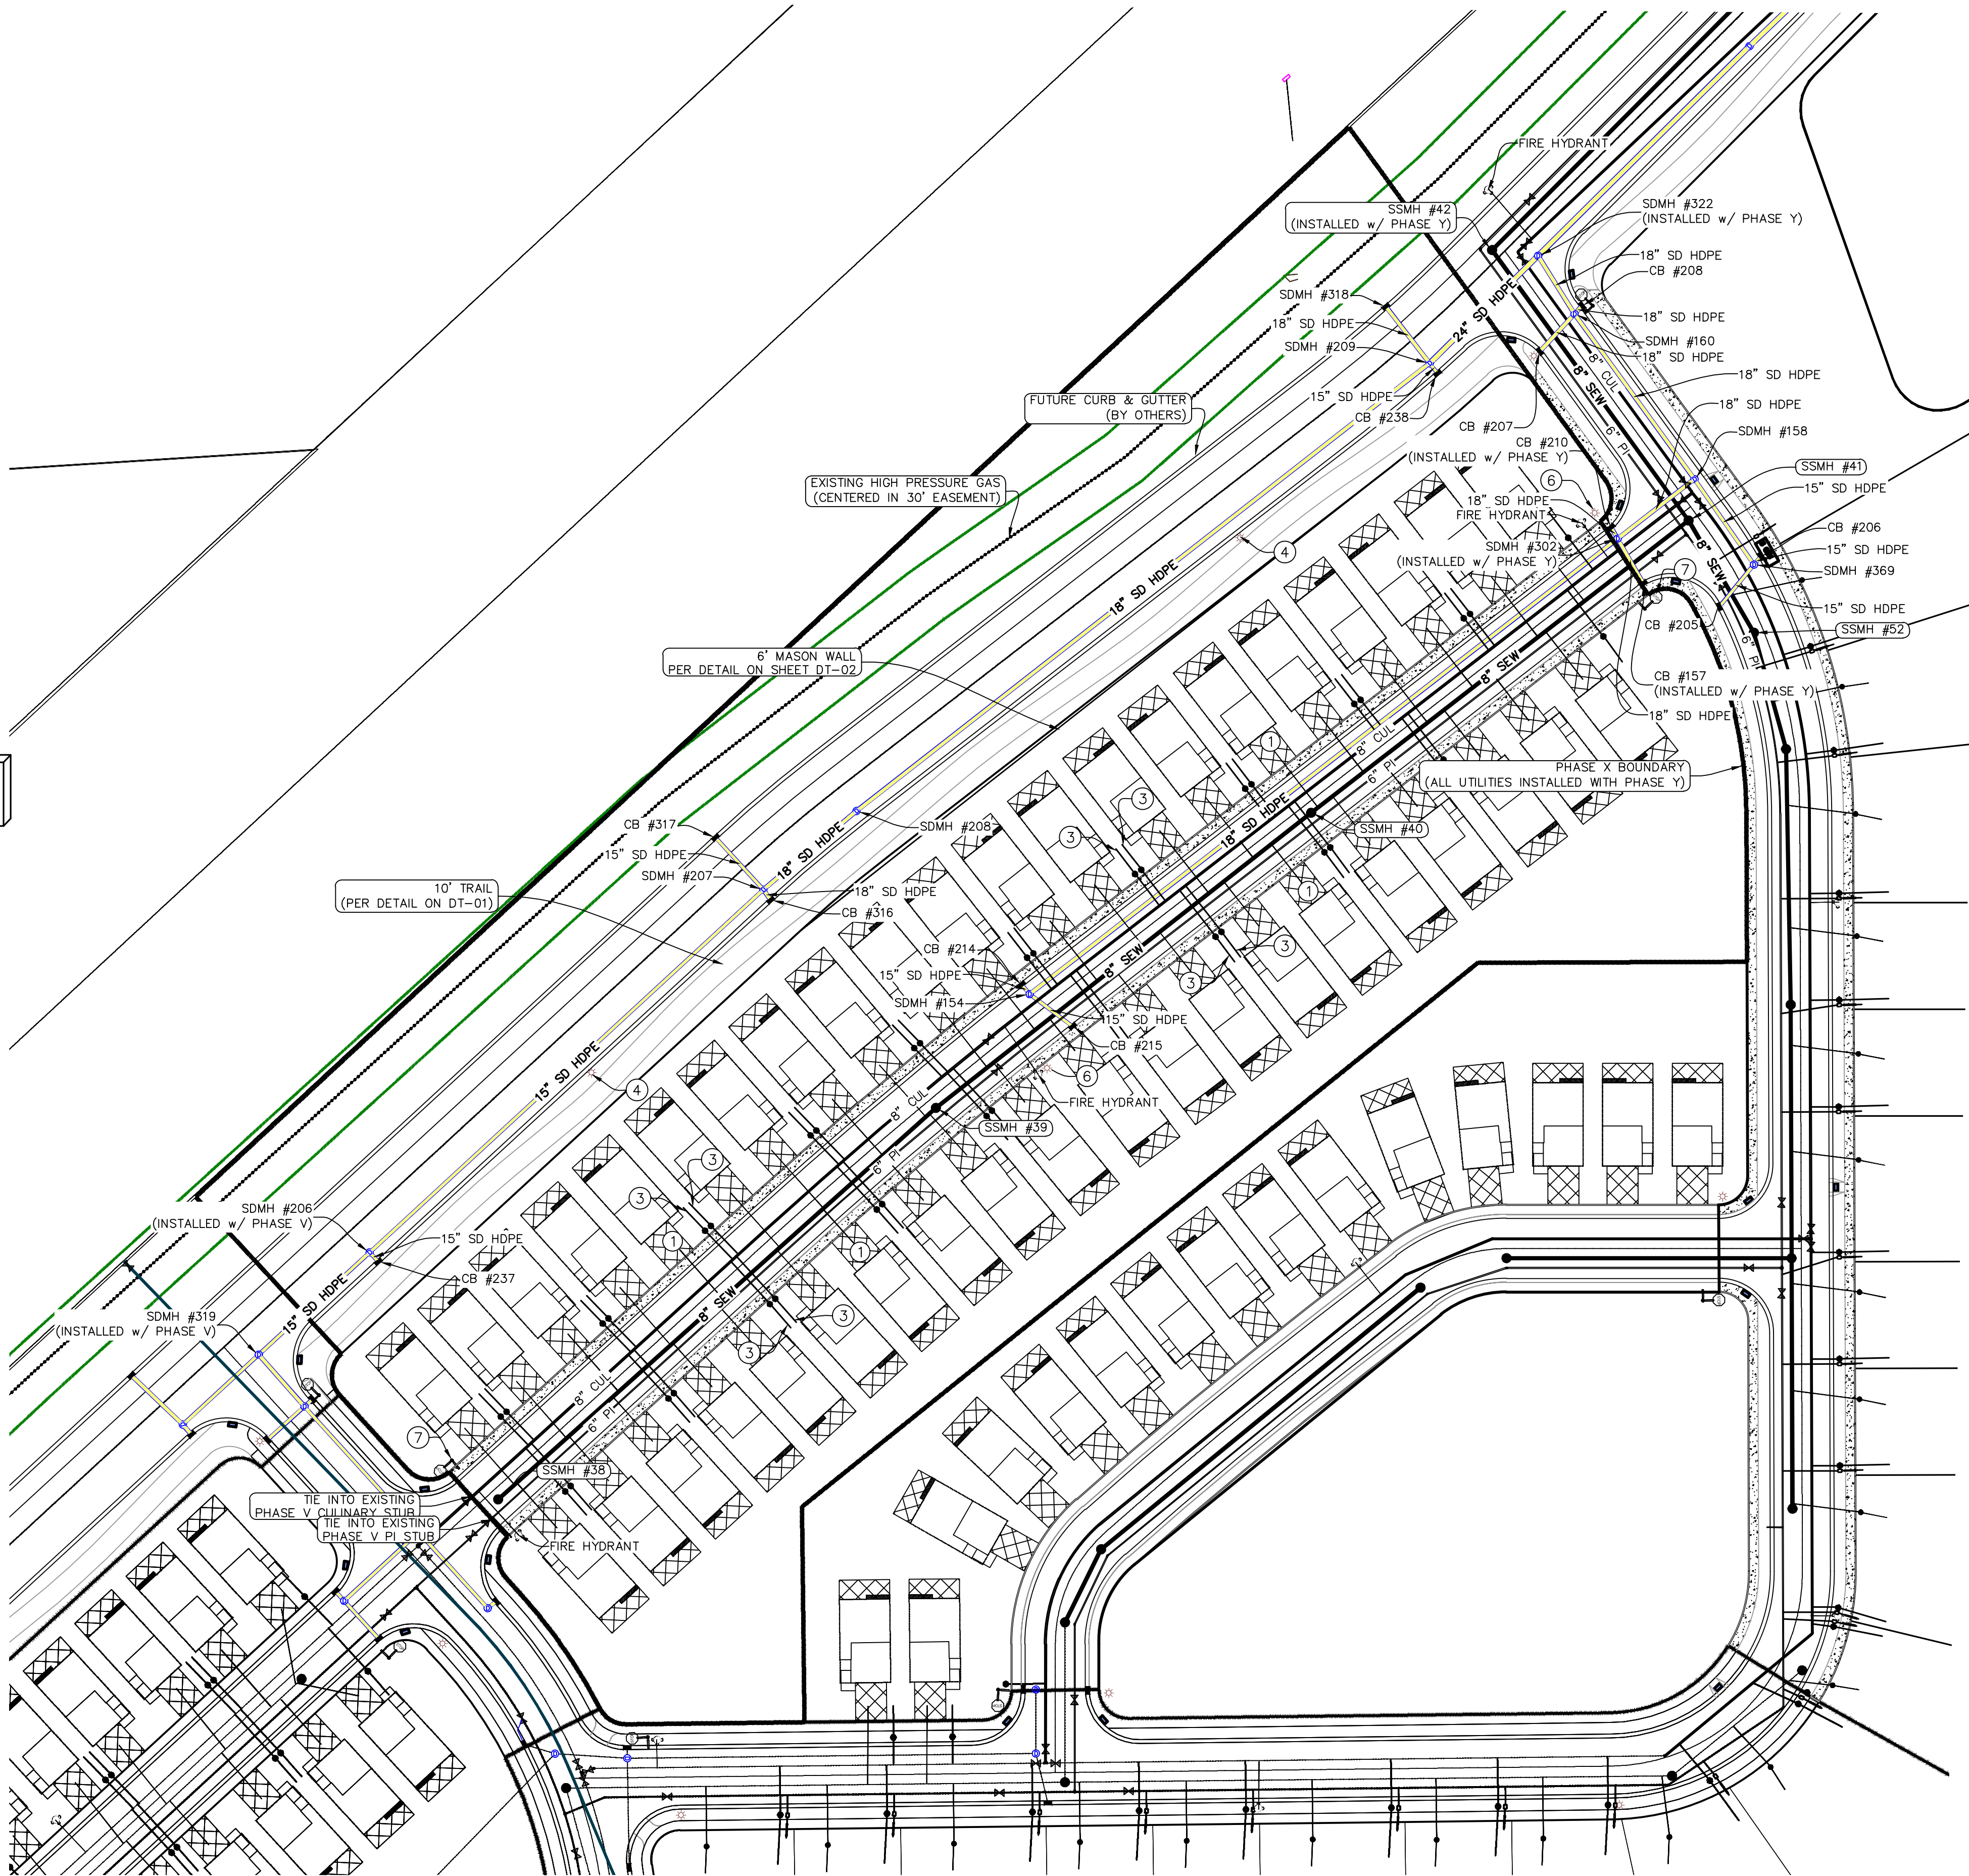 FIRE HYDRANT
SSMH #42
(INSTALLED w/ PHASE Y)
SDMH #322
(INSTALLED w/ PHASE Y)
18" SD HDPE
CB #208
SDMH #318
18" SD HDPE
24" SD HDPE
18" SD HDPE
SDMH #209
SDMH #160
18" SD HDPE
8" CUL
8" SEW
18" SD HDPE
FUTURE CURB & GUTTER
(BY OTHERS)
15" SD HDPE
CB #238
18" SD HDPE
CB #207
6" PI
SDMH #158
CB #210
(INSTALLED w/ PHASE Y)
SSMH #41
EXISTING HIGH PRESSURE GAS
(CENTERED IN 30' EASEMENT)
6
15" SD HDPE
18" SD HDPE
FIRE HYDRANT
CB #206
4
SDMH #302
(INSTALLED w/ PHASE Y)
15" SD HDPE
8" SEW
7
SDMH #369
18" SD HDPE
15" SD HDPE
CB #205
SSMH #52
6" PI
6' MASON WALL
PER DETAIL ON SHEET DT-02
8" SEW
CB #157
(INSTALLED w/ PHASE Y)
18" SD HDPE
8" CUL
1
6" PI
PHASE X BOUNDARY
(ALL UTILITIES INSTALLED WITH PHASE Y)
3
CB #317
SDMH #208
18" SD HDPE
3
18" SD HDPE
SSMH #40
15" SD HDPE
SDMH #207
18" SD HDPE
1
10' TRAIL
(PER DETAIL ON DT-01)
CB #316
CB #214
3
8" SEW
15" SD HDPE
3
SDMH #154
15" SD HDPE
CB #215
15" SD HDPE
4
6
8" CUL
FIRE HYDRANT
SSMH #39
6" PI
3
3
SDMH #206
(INSTALLED w/ PHASE V)
15" SD HDPE
1
1
CB #237
15" SD HDPE
8" SEW
SDMH #319
(INSTALLED w/ PHASE V)
3
3
8" CUL
6" PI
7
SSMH #38
TIE INTO EXISTING
PHASE V CULINARY STUB
TIE INTO EXISTING
PHASE V PI STUB
FIRE HYDRANT